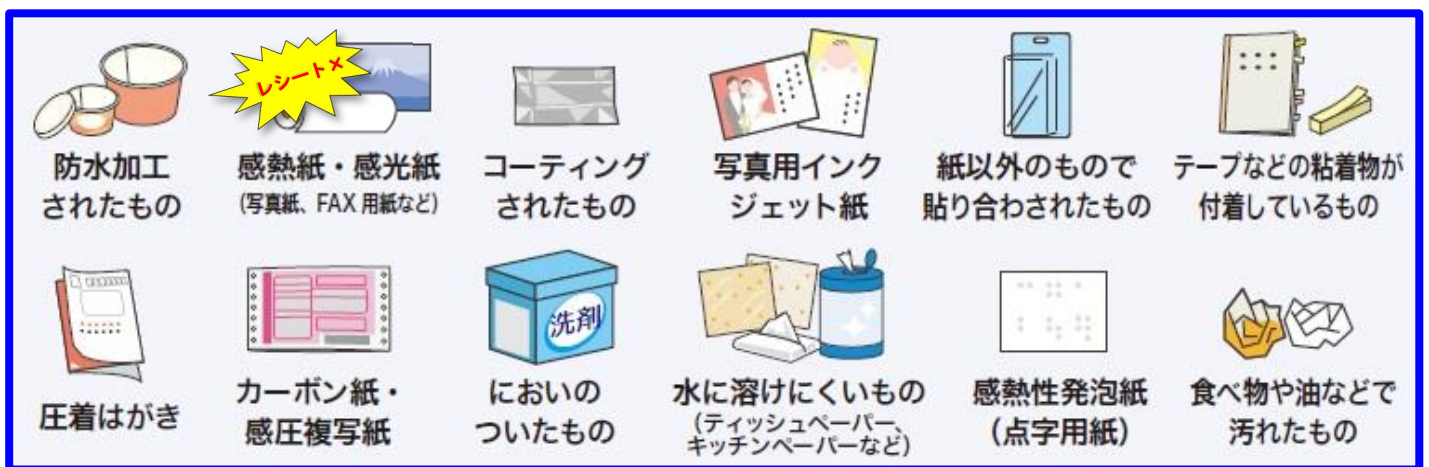 レシート×
防水加工
されたもの
感熱紙・感光紙
(写真紙、FAX 用紙など)
コーティング
されたもの
写真用インク
ジェット紙
紙以外のもので
貼り合わされたもの
テープなどの粘着物が
付着しているもの
圧着はがき
カーボン紙・
感圧複写紙
洗剤
においの
ついたもの
水に溶けにくいもの
(ティッシュペーパー、
キッチンペーパーなど)
感熱性発泡紙
(点字用紙)
食べ物や油などで
汚れたもの